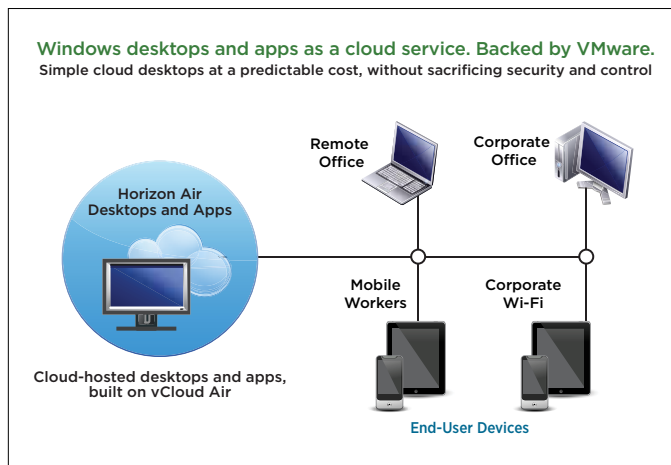 Windows desktops and apps as a cloud service. Backed by VMware.
Simple cloud desktops at a predictable cost, without sacrificing security and control
Remote
Office
Corporate
Office
Horizon Air
Desktops and Apps
Mobile
Workers
Corporate
Wi-Fi
Cloud-hosted desktops and apps,
built on vCloud Air
End-User Devices